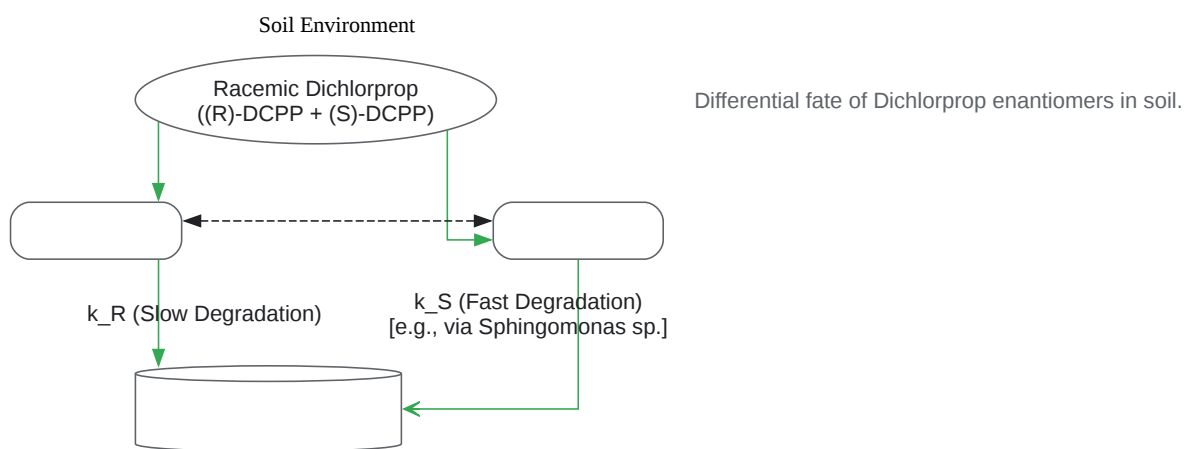 Soil Environment
Racemic Dichlorprop
((R)-DCPP + (S)-DCPP)
Differential fate of Dichlorprop enantiomers in soil.
k_R (Slow Degradation)
k_S (Fast Degradation)
[e.g., via Sphingomonas sp.]